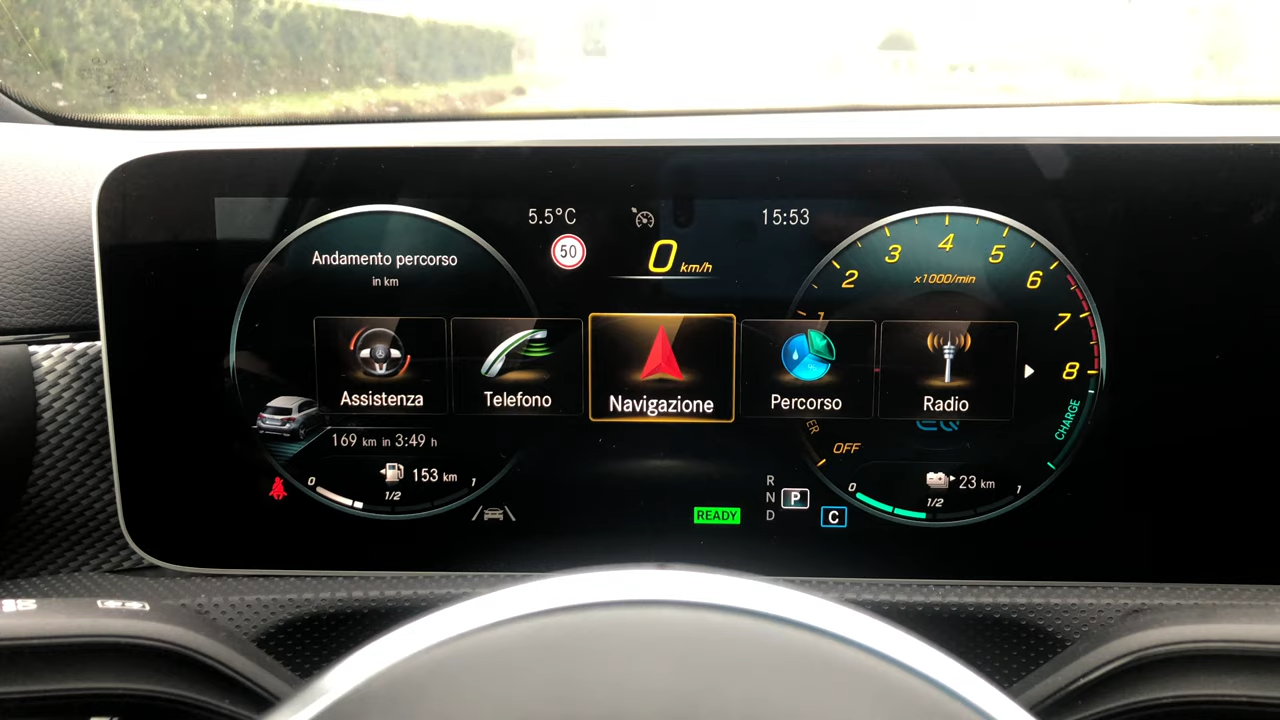 5.5°C
15:53
50
0 km/h
Andamento percorso
in km
1 2 3 4 5 6 7 8
x1000/min
Assistenza
Telefono
Navigazione
Percorso
Radio
169 km in 3:49 h
153 km
0 1/2 1
OFF
CHARGE
23 km
0 1/2 1
READY
R
N P
D C